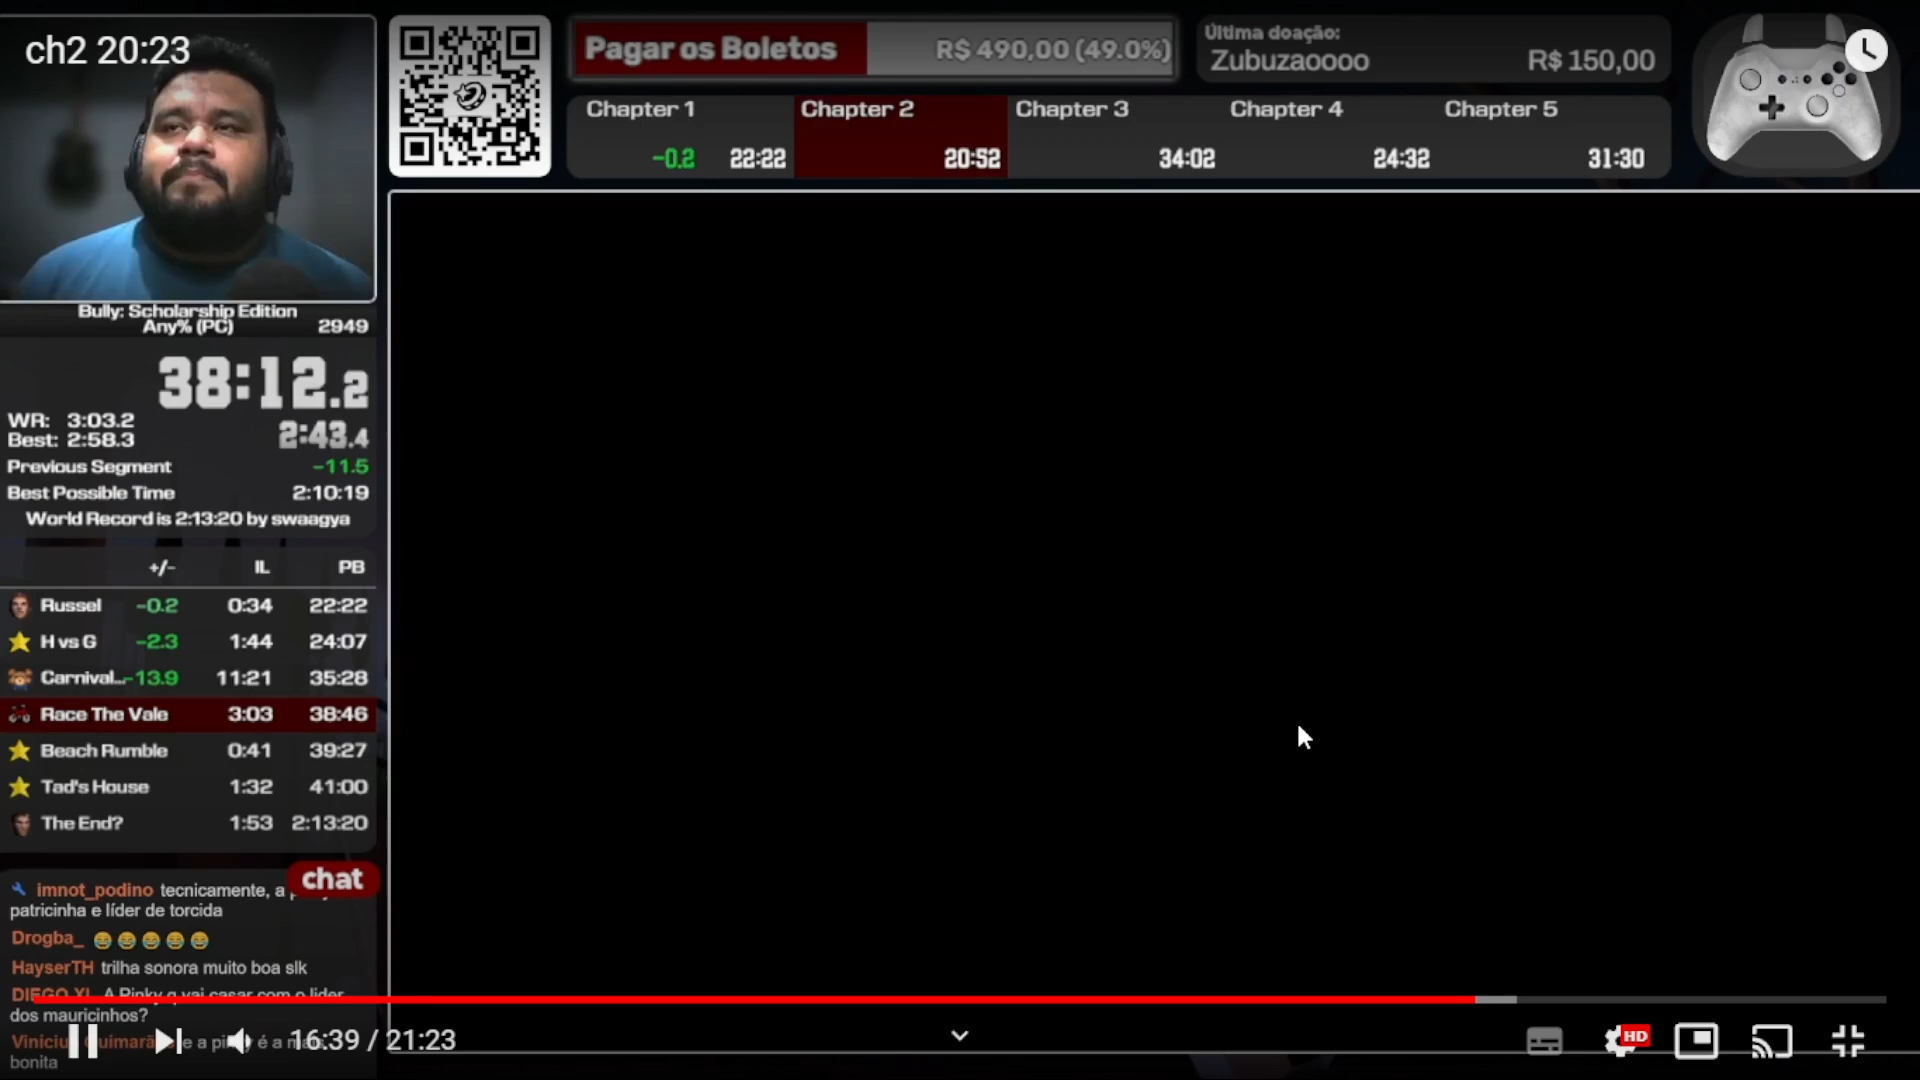 ch2 20:23
Pagar os Boletos R$ 490,00 (49.0%)
Última doação:
Zubuzaoooo R$ 150,00
Chapter 1 Chapter 2 Chapter 3 Chapter 4 Chapter 5
-0.2 22:22 20:52 34:02 24:32 31:30
Bully: Scholarship Edition
Any% (PC) 2949
38:12.2
WR: 3:03.2
Best: 2:58.3
2:43.4
Previous Segment -11.5
Best Possible Time 2:10:19
World Record is 2:13:20 by swaagya
+/- IL PB
Russel -0.2 0:34 22:22
H vs G -2.3 1:44 24:07
Carnival... -13.9 11:21 35:28
Race The Vale 3:03 38:46
Beach Rumble 0:41 39:27
Tad's House 1:32 41:00
The End? 1:53 2:13:20
chat
imnot_podino tecnicamente, a
patricinha e líder de torcida
Drogba_ 😂😂😂😂😂
HayserTH trilha sonora muito boa slk
A Pinky q vai casar com o lider
dos mauricinhos?
e a é a
bonita
16:39 / 21:23
HD